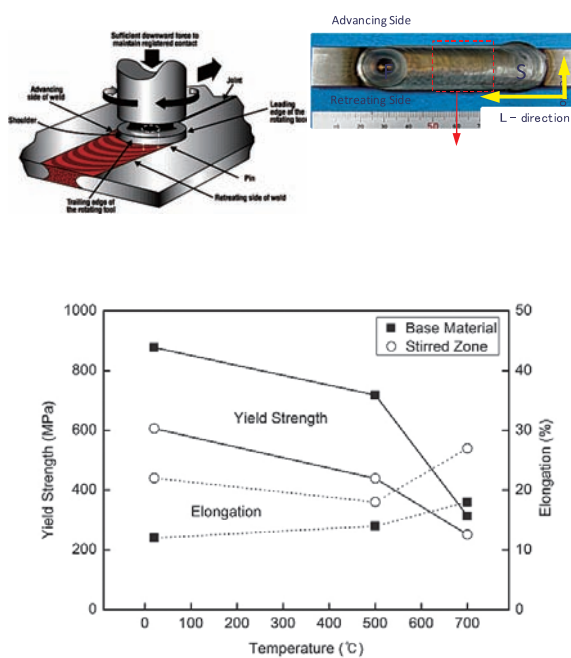 Sufficient downward force to
maintain registered contact
Advancing
side of weld
Joint
Shoulder
Leading
edge of the
rotating tool
Pin
Trailing edge of
the rotating tool
Retreating side of weld
Advancing Side
S
Retreating Side
50
L – direction
1000
800
600
400
200
0
Yield Strength (MPa)
50
40
30
20
10
0
Elongation (%)
Base Material
Stirred Zone
Yield Strength
Elongation
0 100 200 300 400 500 600 700
Temperature (℃)